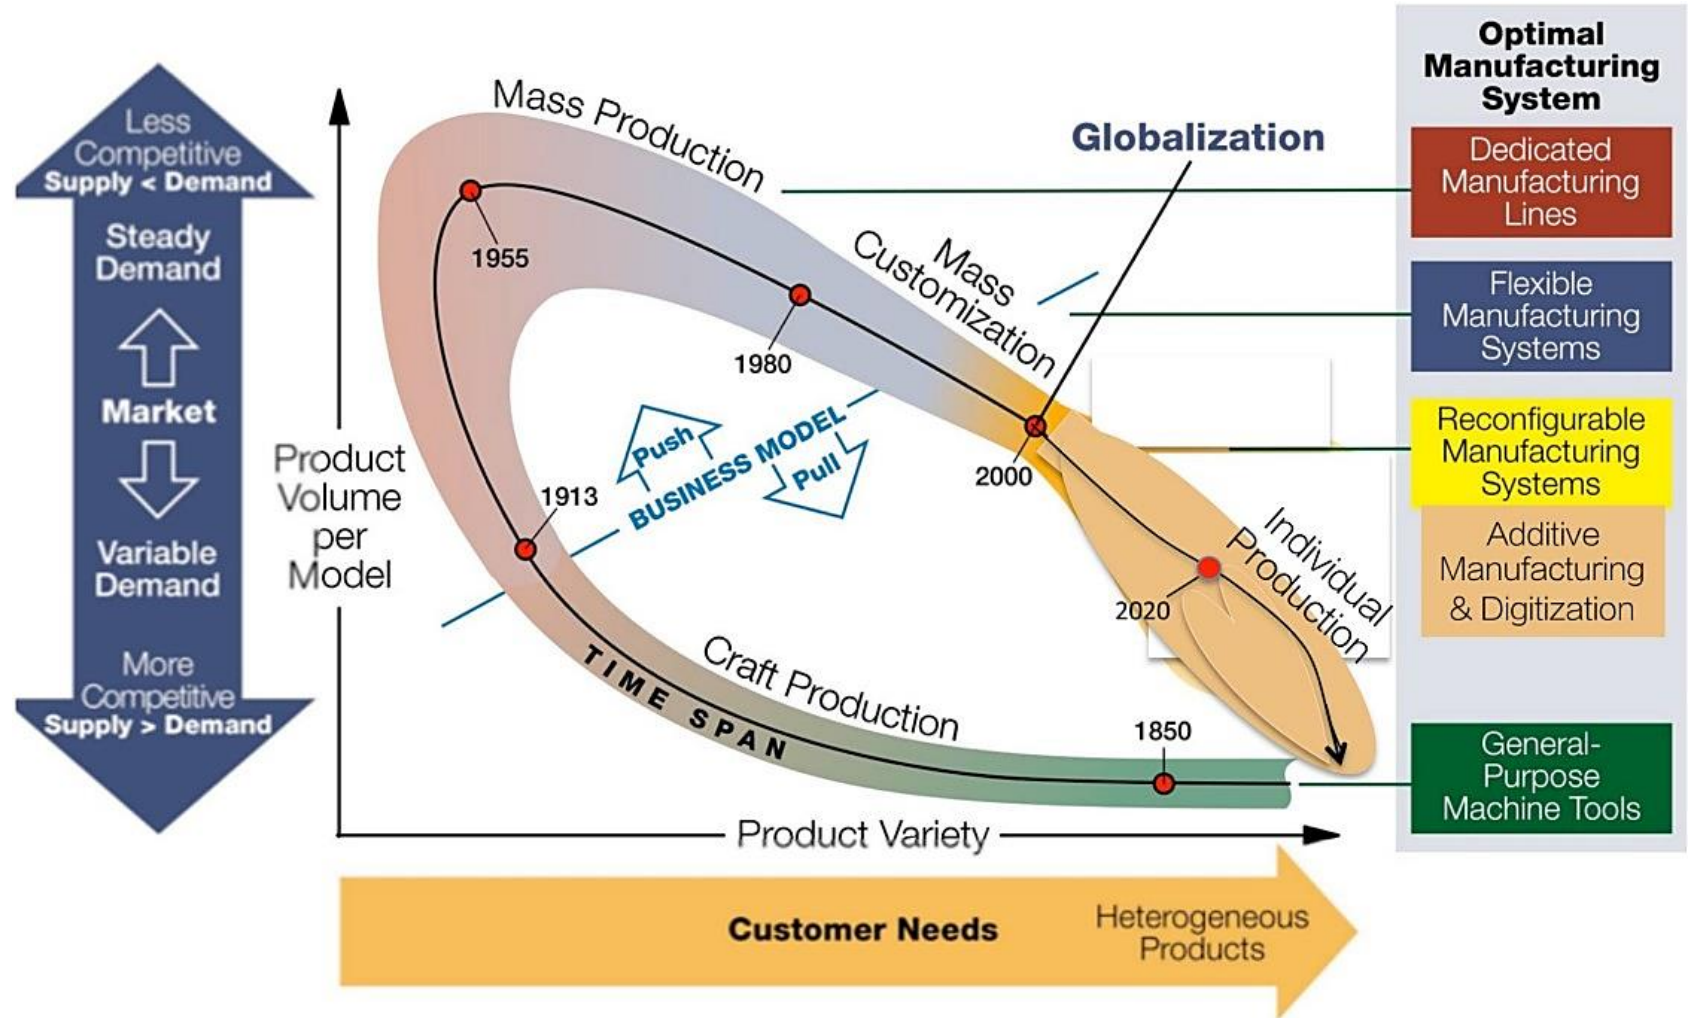 Less
Competitive
Supply < Demand
Steady
Demand
Market
Variable
Demand
More
Competitive
Supply > Demand
Product
Volume
per
Model
Mass Production
1955
1980
Mass
Customization
Globalization
2000
Push
BUSINESS MODEL
Pull
1913
2020
Individual
Production
Craft Production
TIME SPAN
1850
Product Variety
Customer Needs
Heterogeneous
Products
Optimal
Manufacturing
System
Dedicated
Manufacturing
Lines
Flexible
Manufacturing
Systems
Reconfigurable
Manufacturing
Systems
Additive
Manufacturing
& Digitization
General-
Purpose
Machine Tools